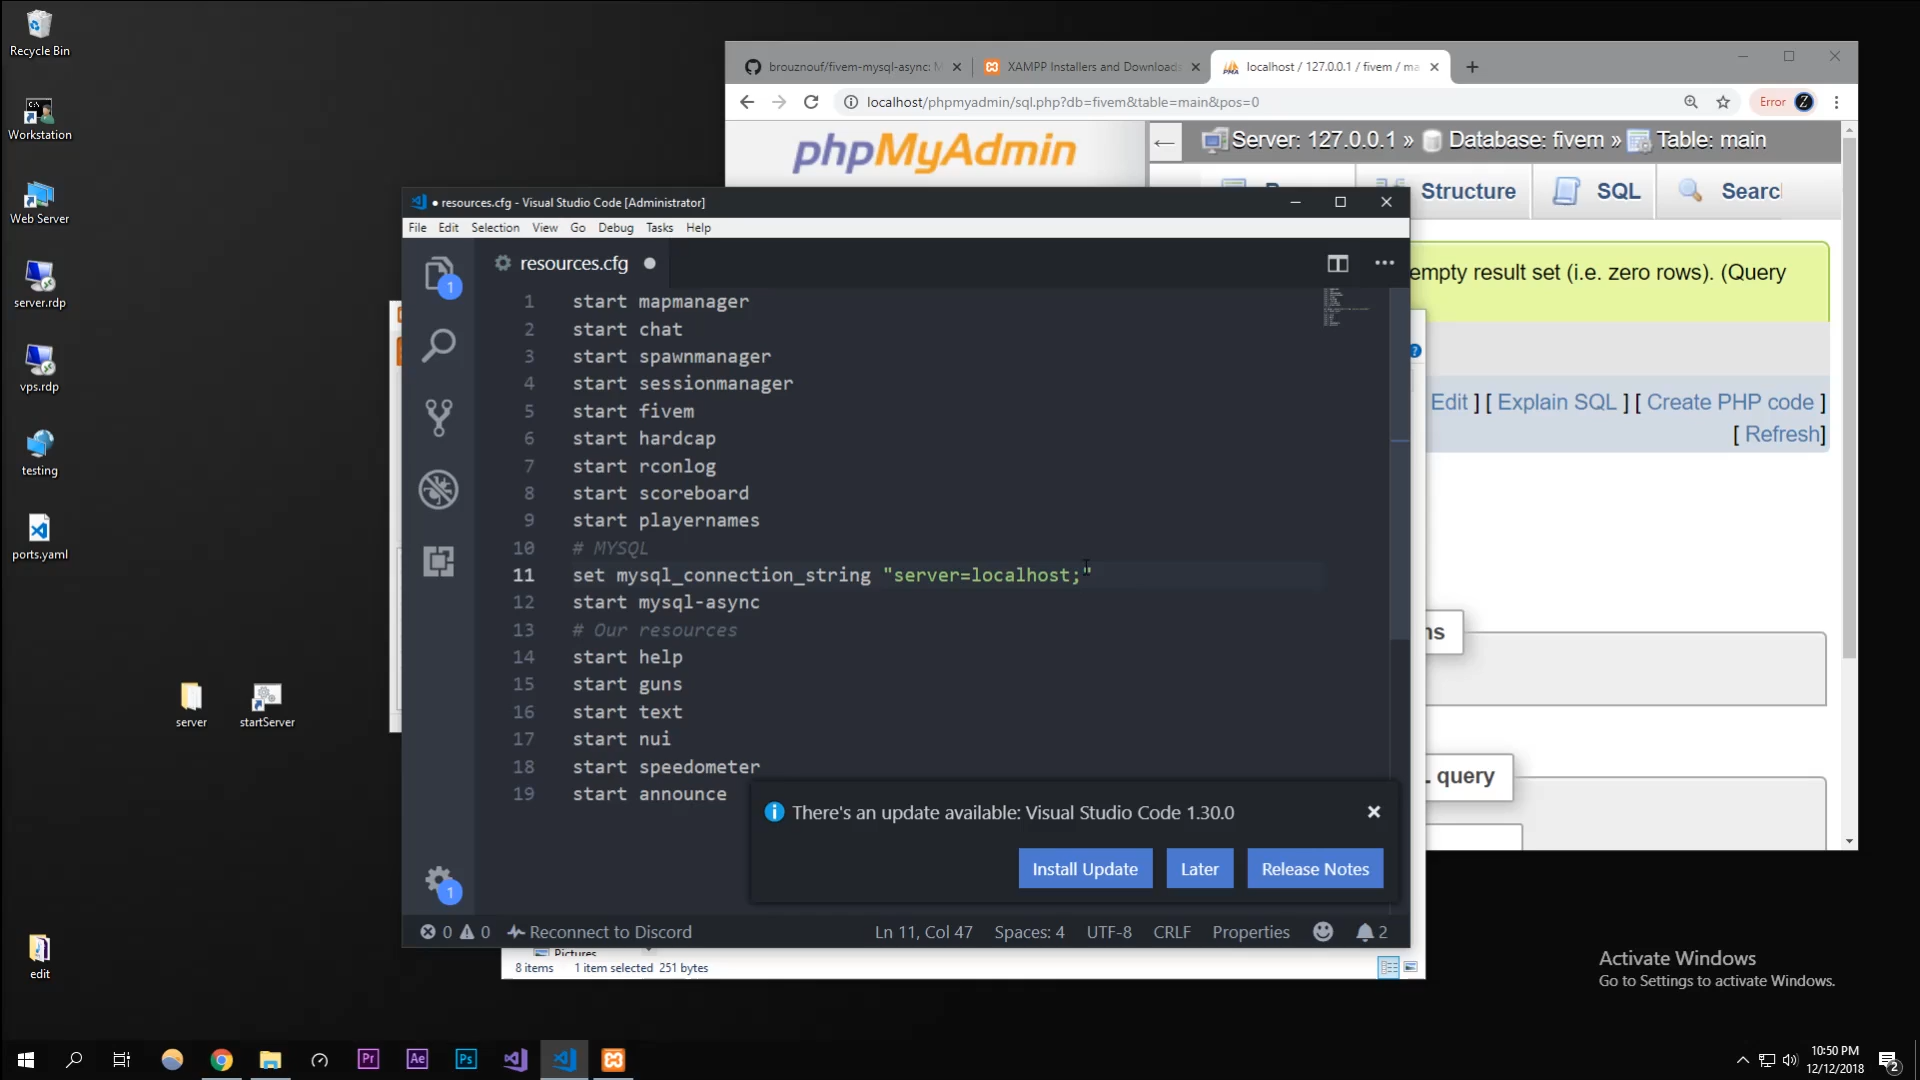 Recycle Bin
Workstation
Web Server
server.rdp
vps.rdp
testing
ports.yaml
server
startServer
edit
brouznouf/fivem-mysql-async: M
XAMPP Installers and Downloads
localhost / 127.0.0.1 / fivem / ma
localhost/phpmyadmin/sql.php?db=fivem&table=main&pos=0
Error
phpMyAdmin
Server: 127.0.0.1 » Database: fivem » Table: main
Structure
SQL
Searc
empty result set (i.e. zero rows). (Query
Edit ] [ Explain SQL ] [ Create PHP code ]
[ Refresh]
ns
query
● resources.cfg - Visual Studio Code [Administrator]
File Edit Selection View Go Debug Tasks Help
resources.cfg
1
1 start mapmanager
2 start chat
3 start spawnmanager
4 start sessionmanager
5 start fivem
6 start hardcap
7 start rconlog
8 start scoreboard
9 start playernames
10 # MYSQL
11 set mysql_connection_string "server=localhost;"
12 start mysql-async
13 # Our resources
14 start help
15 start guns
16 start text
17 start nui
18 start speedometer
19 start announce
There's an update available: Visual Studio Code 1.30.0
Install Update
Later
Release Notes
1
0 0 Reconnect to Discord
Ln 11, Col 47 Spaces: 4 UTF-8 CRLF Properties 2
Pictures
8 items 1 item selected 251 bytes
Activate Windows
Go to Settings to activate Windows.
Pr
Ae
Ps
10:50 PM
12/12/2018
2